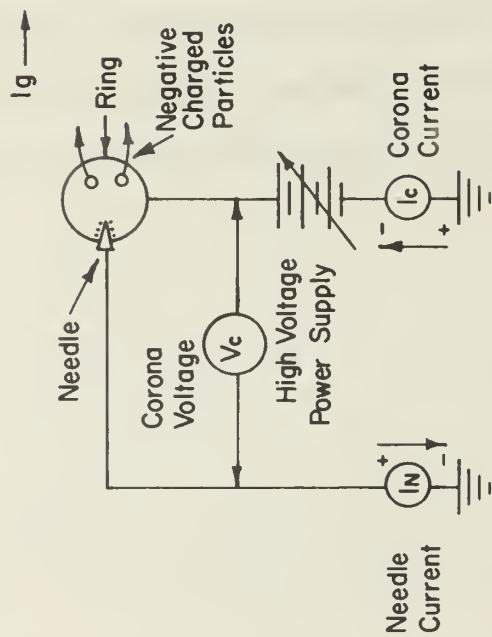 Ig
Ring
Negative
Charged
Particles
Needle
Corona
Voltage
Vc
High Voltage
Power Supply
Corona
Current
- +
Ic
+ -
IN
Needle
Current